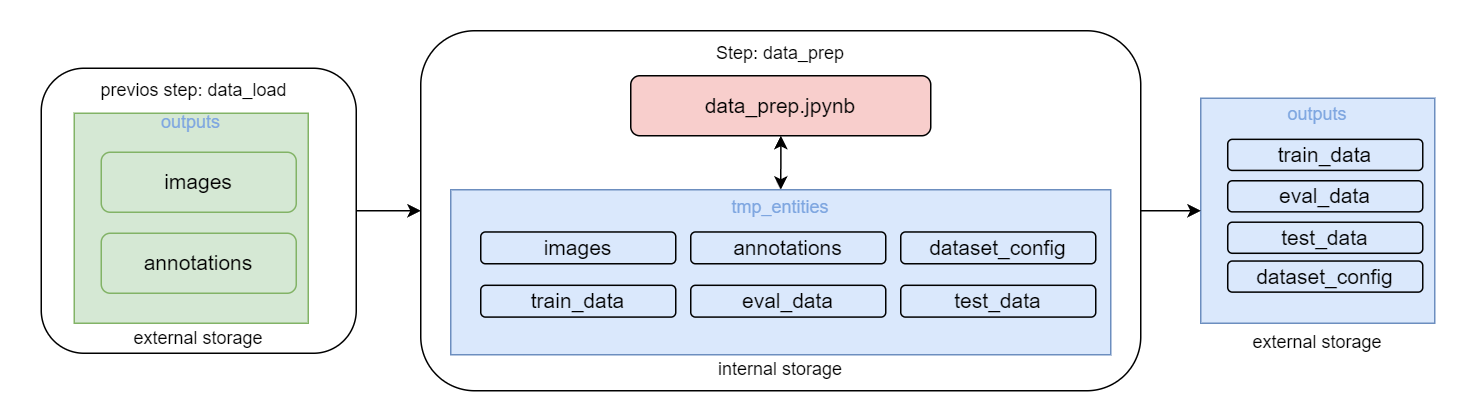 previos step: data_load
outputs
images
annotations
external storage
Step: data_prep
data_prep.jpynb
tmp_entities
images
annotations
dataset_config
train_data
eval_data
test_data
internal storage
outputs
train_data
eval_data
test_data
dataset_config
external storage